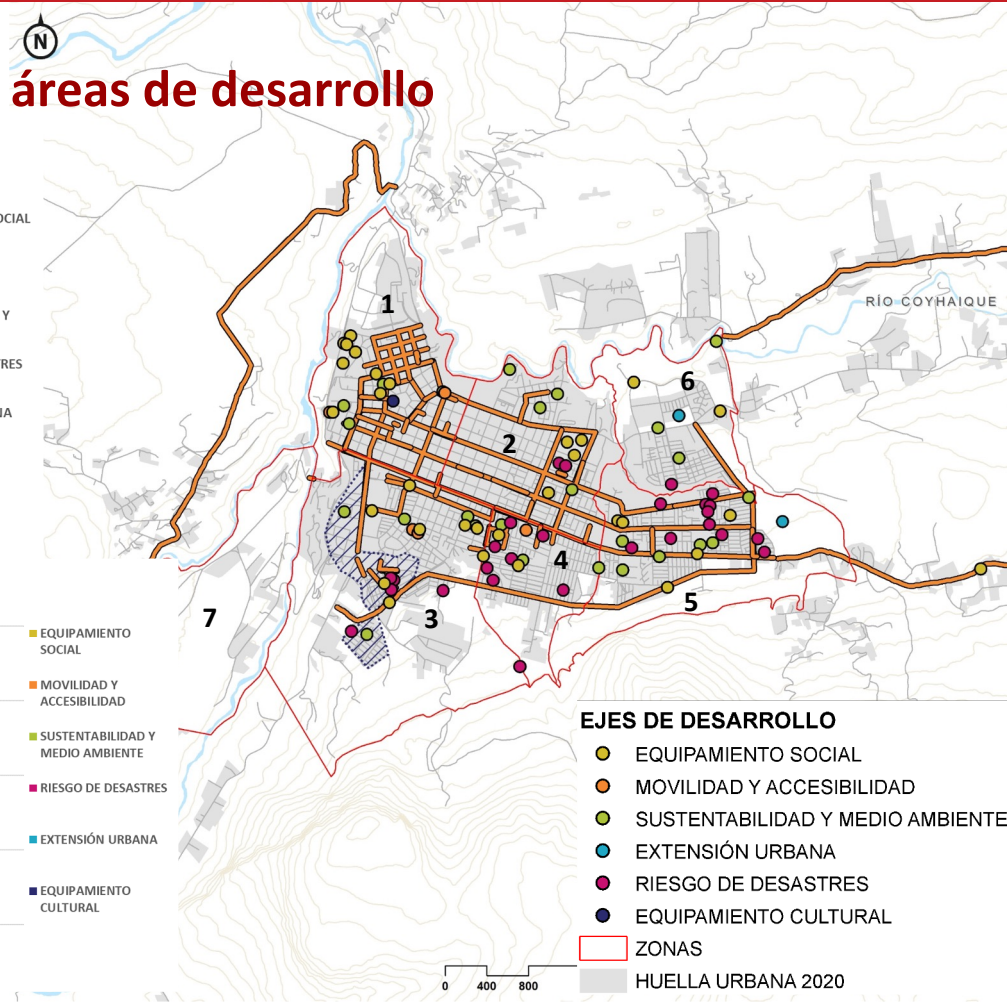 N
áreas de desarrollo
OCIAL
Y
TRES
NA
RÍO COYHAIQUE
1
2
3
4
5
6
7
EQUIPAMIENTO
SOCIAL
MOVILIDAD Y
ACCESIBILIDAD
SUSTENTABILIDAD Y
MEDIO AMBIENTE
RIESGO DE DESASTRES
EXTENSIÓN URBANA
EQUIPAMIENTO
CULTURAL
EJES DE DESARROLLO
EQUIPAMIENTO SOCIAL
MOVILIDAD Y ACCESIBILIDAD
SUSTENTABILIDAD Y MEDIO AMBIENTE
EXTENSIÓN URBANA
RIESGO DE DESASTRES
EQUIPAMIENTO CULTURAL
ZONAS
HUELLA URBANA 2020
0 400 800